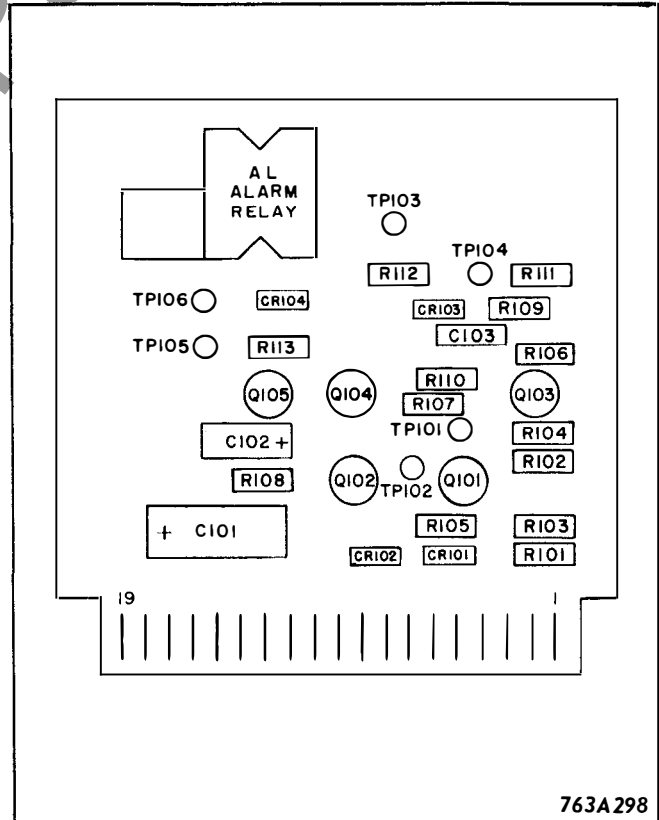 AL
ALARM
RELAY
TP103
TP104
R112
R111
TP106
CR104
CR103
R109
C103
TP105
R113
R106
R110
Q105
Q104
Q103
R107
TP101
R104
C102 +
R102
R108
Q102
TP102
Q101
+ C101
R105
R103
CR102
CR101
R101
19
1
763A298